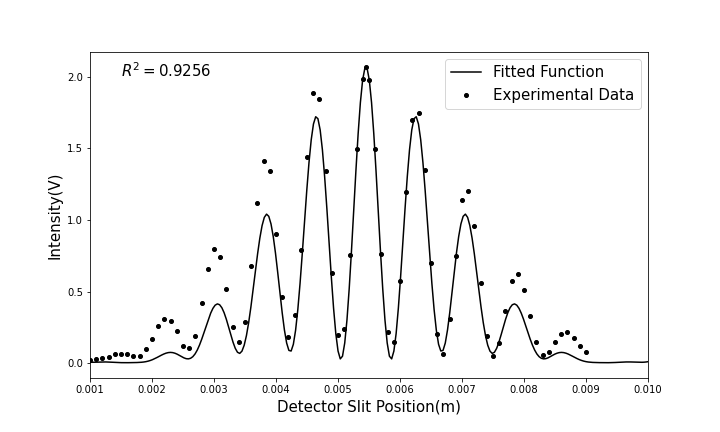 R² = 0.9256
Fitted Function
Experimental Data
2.0
1.5
1.0
0.5
0.0
Intensity(V)
0.001 0.002 0.003 0.004 0.005 0.006 0.007 0.008 0.009 0.010
Detector Slit Position(m)